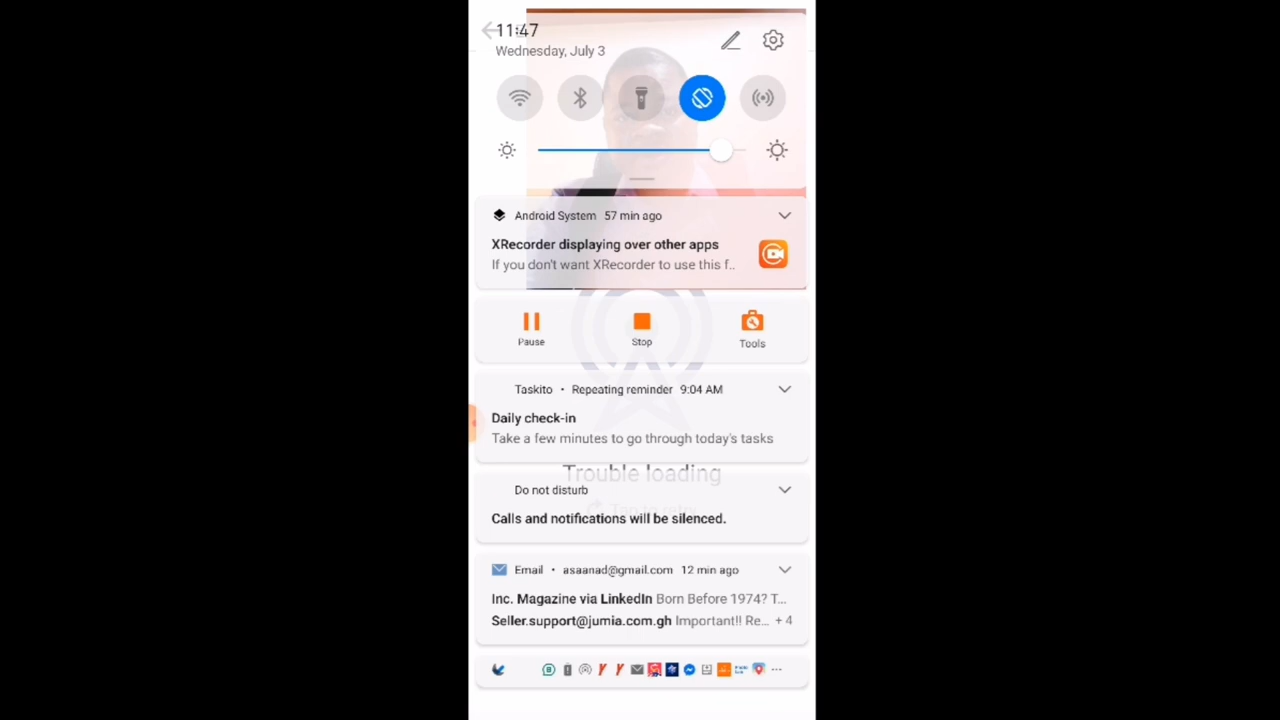 11:47
Wednesday, July 3
Android System 57 min ago
XRecorder displaying over other apps
If you don't want XRecorder to use this f..
Pause
Stop
Tools
Taskito • Repeating reminder 9:04 AM
Daily check-in
Take a few minutes to go through today's tasks
Trouble loading
Do not disturb
Tap to retry
Calls and notifications will be silenced.
Email • asaanad@gmail.com 12 min ago
Inc. Magazine via LinkedIn Born Before 1974? T...
Seller.support@jumia.com.gh Important!! Re... + 4